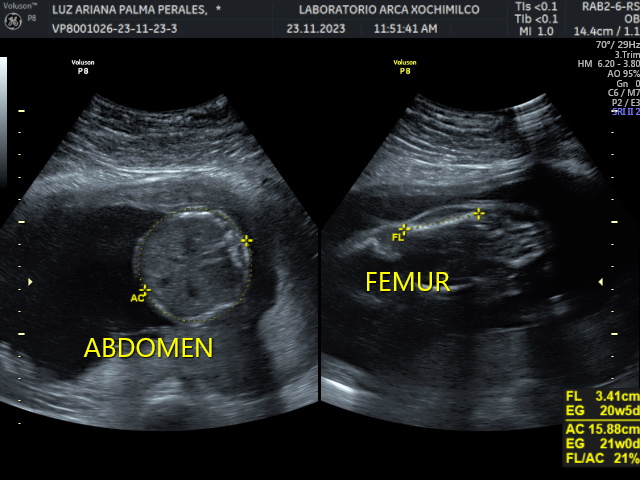 Voluson™
P8
LUZ ARIANA PALMA PERALES, *
VP8001026-23-11-23-3
LABORATORIO ARCA XOCHIMILCO
23.11.2023 11:51:41 AM
TIs <0.1
TIb <0.1
MI 1.0
RAB2-6-RS
14.4cm / 1.1
70°/ 29Hz
3.Trim
HM 6.20 - 3.80
AO 95%
Gn 0
C6 / M7
P2 / E3
SRI II 2
Voluson
P8
Voluson
P8
AC
ABDOMEN
FL
FEMUR
FL 3.41cm
EG 20w5d
AC 15.88cm
EG 21w0d
FL/AC 21%